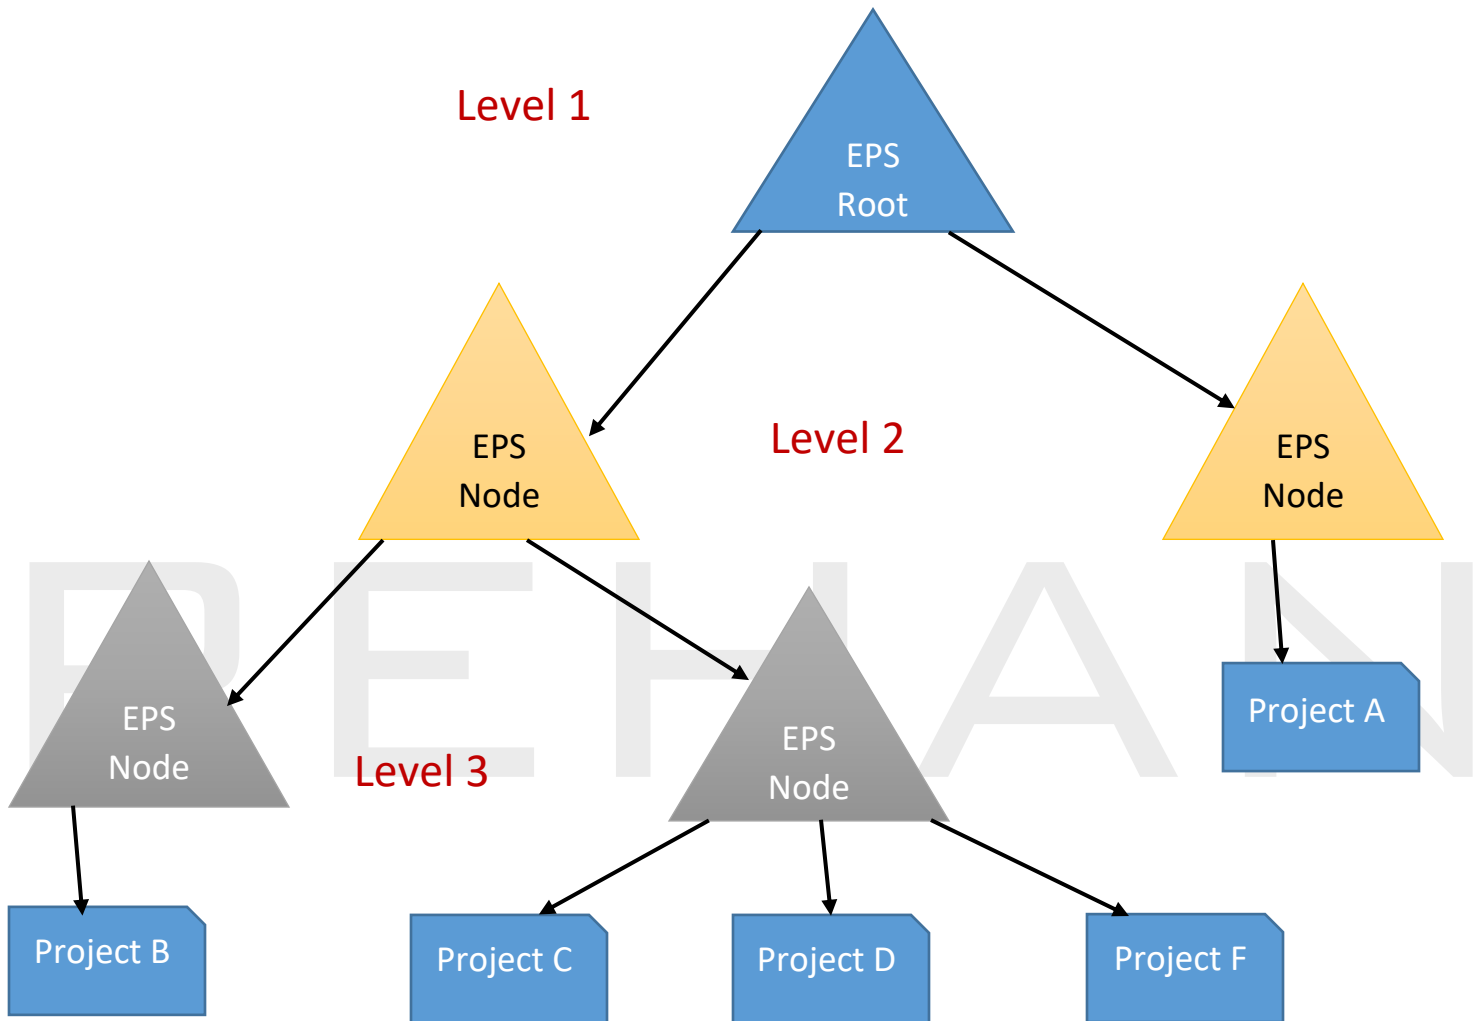 Level 1
EPS
Root
Level 2
EPS
Node
EPS
Node
Level 3
EPS
Node
EPS
Node
Project A
Project B
Project C
Project D
Project F
REHAN